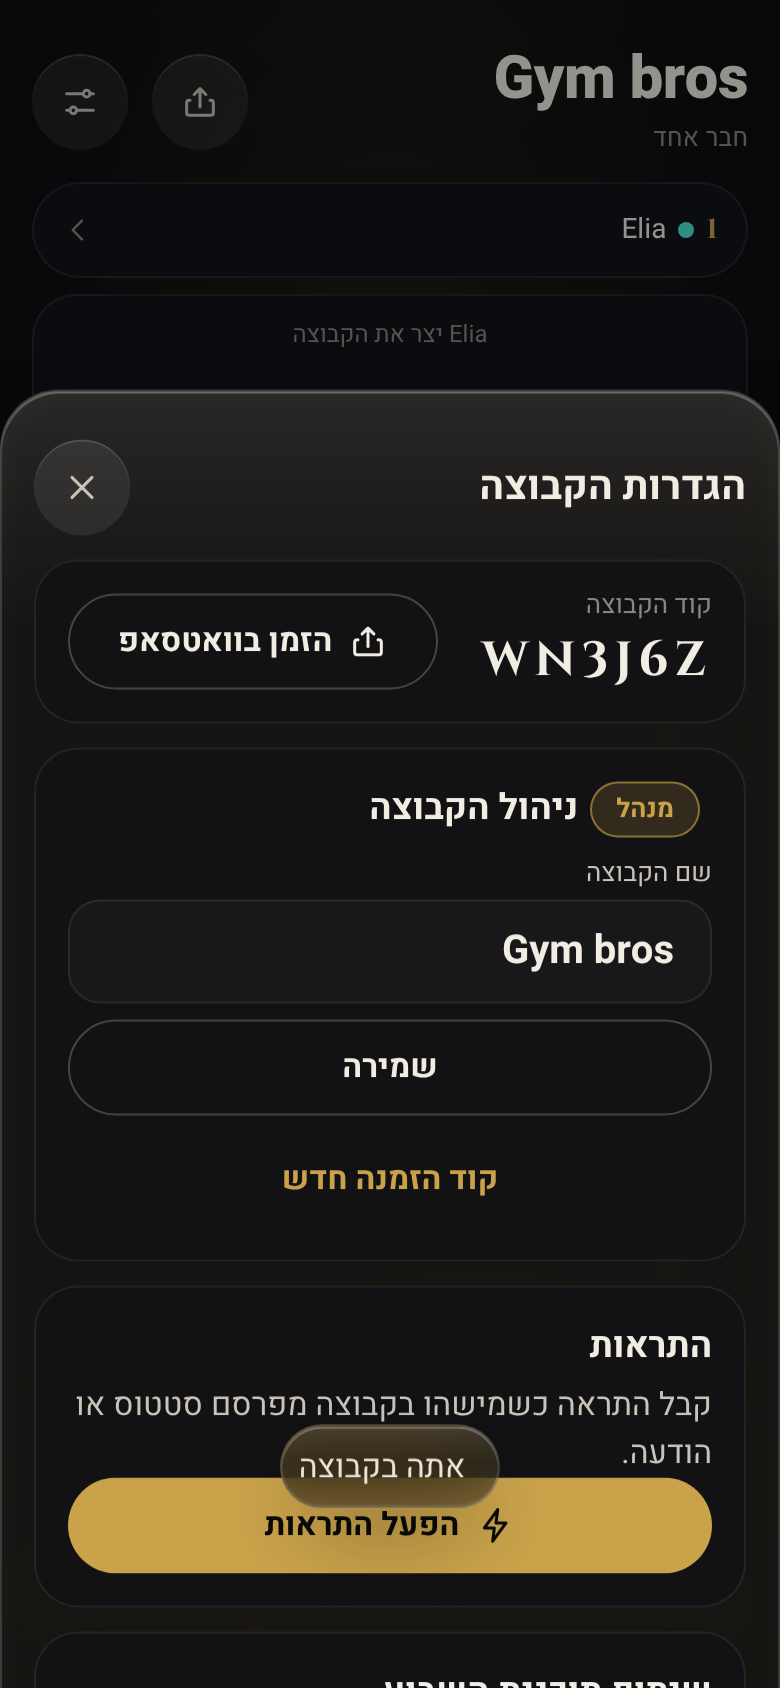 Gym bros
חבר אחד
1 Elia
Elia יצר את הקבוצה
הגדרות הקבוצה
קוד הקבוצה
WN3J6Z
הזמן בוואטסאפ
מנהל ניהול הקבוצה
שם הקבוצה
Gym bros
שמירה
קוד הזמנה חדש
התראות
קבל התראה כשמישהו בקבוצה מפרסם סטטוס או
הודעה.
אתה בקבוצה
הפעל התראות